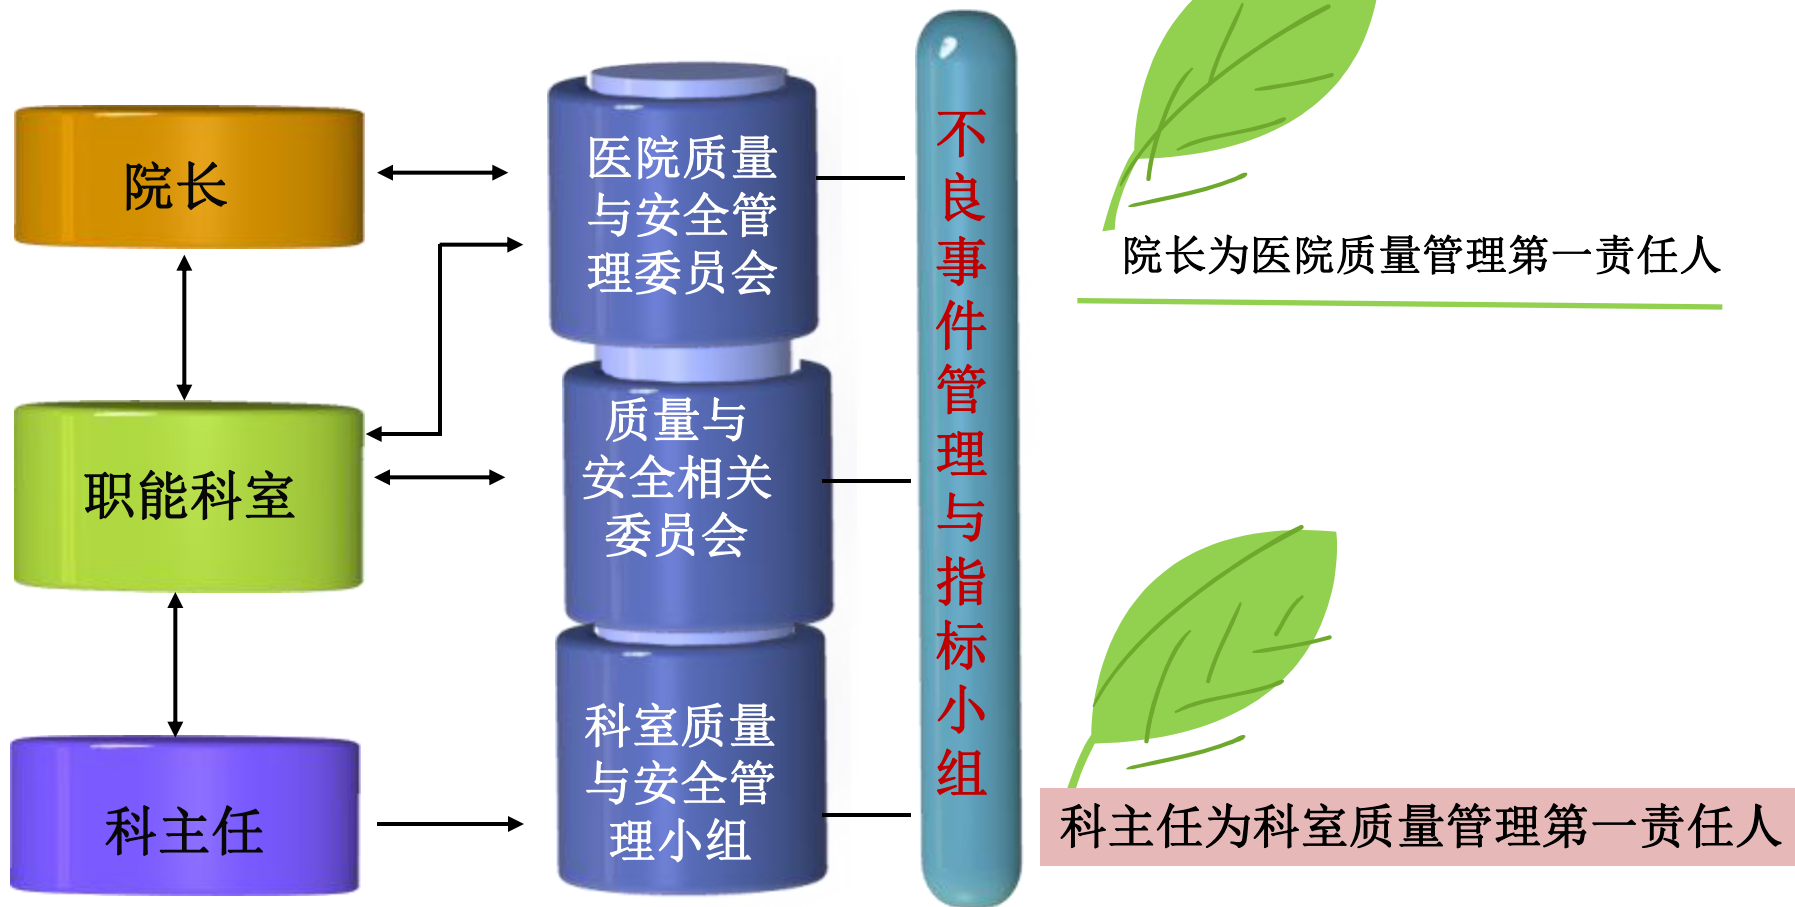 院长
职能科室
科主任
医院质量
与安全管
理委员会
质量与
安全相关
委员会
科室质量
与安全管
理小组
不良事件管理与指标小组
院长为医院质量管理第一责任人
科主任为科室质量管理第一责任人